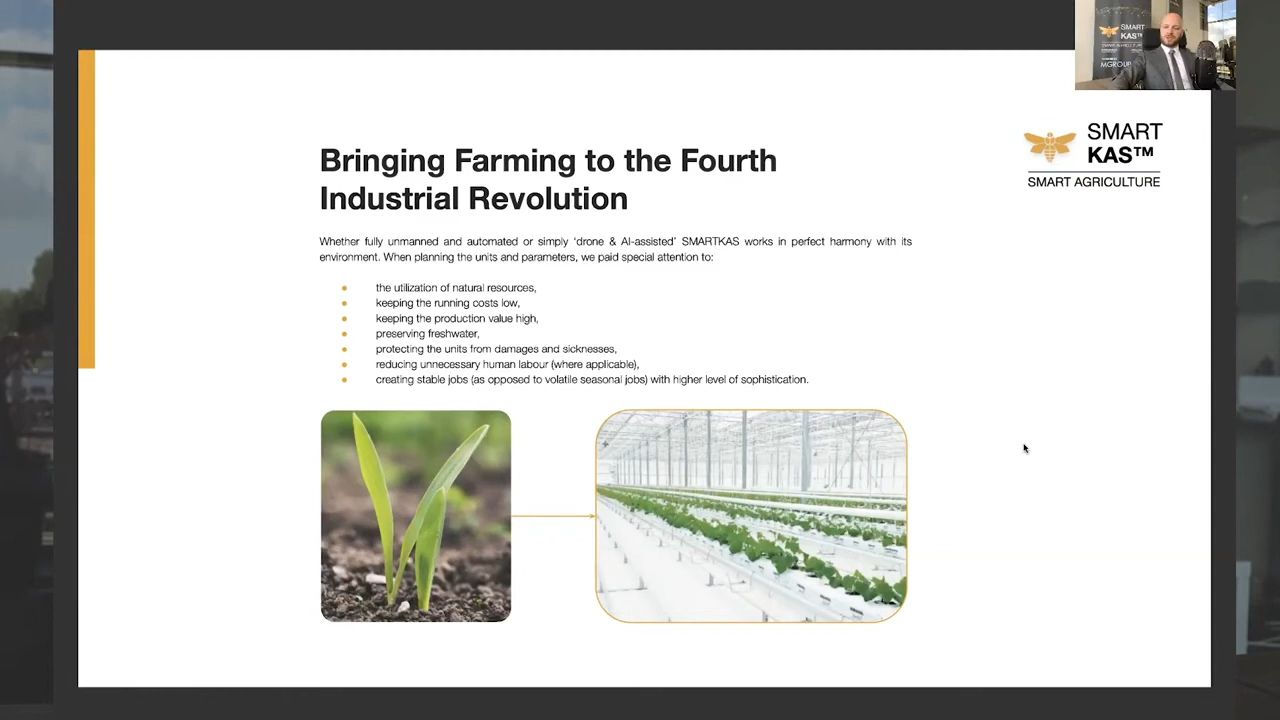 SMART
KAS™
MGROUP
SMART
KAS™
SMART AGRICULTURE
Bringing Farming to the Fourth
Industrial Revolution
Whether fully unmanned and automated or simply ‘drone & AI-assisted’ SMARTKAS works in perfect harmony with its
environment. When planning the units and parameters, we paid special attention to:
the utilization of natural resources,
keeping the running costs low,
keeping the production value high,
preserving freshwater,
protecting the units from damages and sicknesses,
reducing unnecessary human labour (where applicable),
creating stable jobs (as opposed to volatile seasonal jobs) with higher level of sophistication.